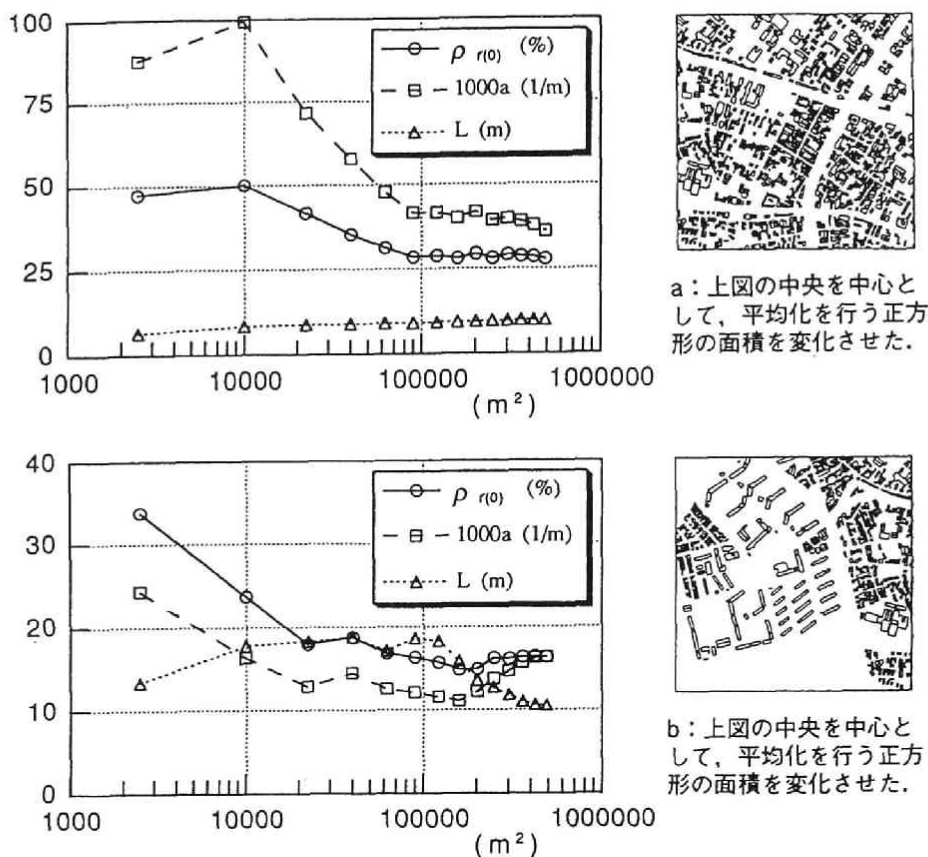 100
75
50
25
0
1000
10000
100000
1000000
(m²)
ρ r(0) (%)
1000a (1/m)
L (m)
a：上図の中央を中心と
して，平均化を行う正方
形の面積を変化させた．
40
30
20
10
0
1000
10000
100000
1000000
(m²)
ρ r(0) (%)
1000a (1/m)
L (m)
b：上図の中央を中心と
して，平均化を行う正方
形の面積を変化させた．